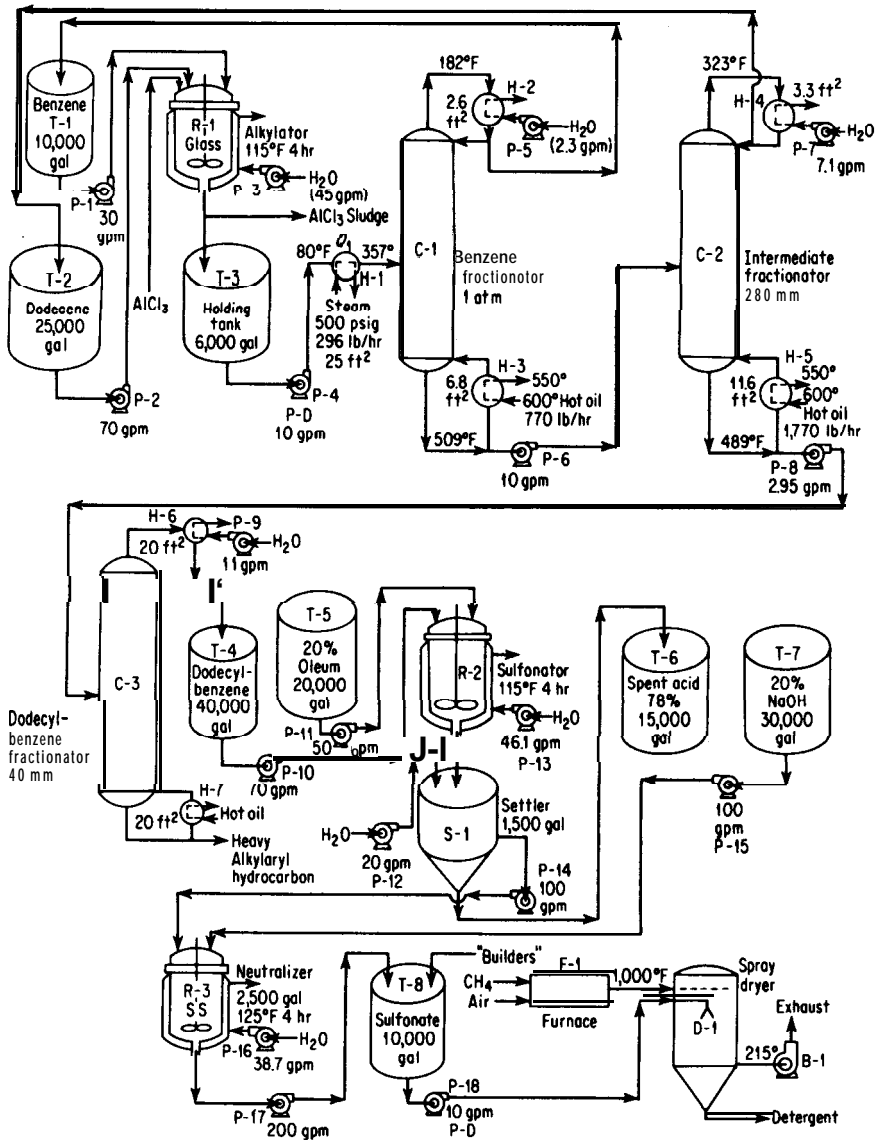 Benzene
T-1
10,000
gal
P-1
30
gpm
R-1
Glass
Alkylator
115°F 4 hr
P-3
H₂O
(45 gpm)
AlCl₃ Sludge
T-2
Dodecene
25,000
gal
AlCl₃
P-2
70 gpm
T-3
Holding
tank
6,000 gal
P-4
P-D
10 gpm
80°F
357°
H-1
Steam
500 psig
296 lb/hr
25 ft²
182°F
H-2
2.6
ft²
P-5
H₂O
(2.3 gpm)
C-1
Benzene
fractionotor
1 atm
H-3
6.8
ft²
550°
600° Hot oil
770 lb/hr
509°F
P-6
10 gpm
323°F
H-4
3.3 ft²
H₂O
P-7
7.1 gpm
C-2
Intermediate
fractionator
280 mm
H-5
11.6
ft²
550°
600°
Hot oil
1,770 lb/hr
489°F
P-8
2.95 gpm
H-6
20 ft²
P-9
H₂O
11 gpm
C-3
Dodecyl-
benzene
fractionator
40 mm
H-7
20 ft²
Hot oil
Heavy
Alkylaryl
hydrocarbon
T-4
Dodecyl-
benzene
40,000
gal
P-10
70 gpm
T-5
20%
Oleum
20,000
gal
P-11
50 gpm
R-2
Sulfonator
115°F 4 hr
H₂O
46.1 gpm
P-13
J-I
H₂O
20 gpm
P-12
S-1
Settler
1,500 gal
P-14
100
gpm
T-6
Spent acid
78%
15,000
gal
T-7
20%
NaOH
30,000
gal
100
gpm
P-15
R-3
SS
Neutralizer
2,500 gal
125°F 4 hr
P-16
H₂O
38.7 gpm
P-17
200 gpm
"Builders"
T-8
Sulfonate
10,000
gal
P-18
10 gpm
P-D
CH₄
Air
F-1
1,000°F
Furnace
Spray
dryer
D-1
Exhaust
215°
B-1
Detergent